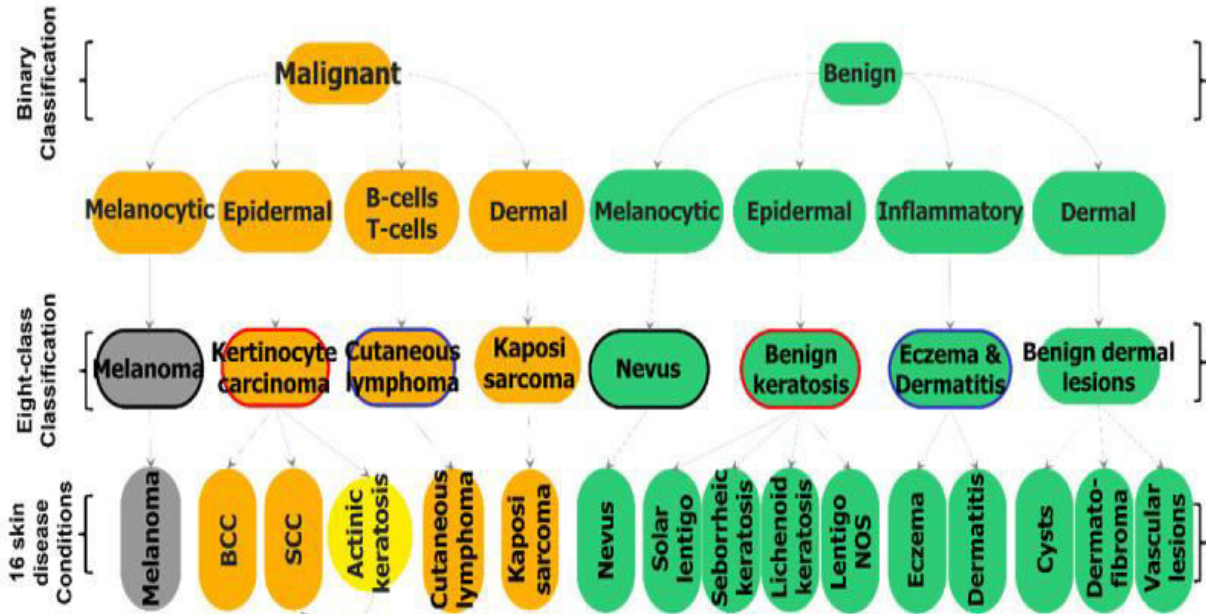 Binary
Classification
Malignant
Benign
Melanocytic
Epidermal
B-cells
T-cells
Dermal
Melanocytic
Epidermal
Inflammatory
Dermal
Eight-class
Classification
Melanoma
Kertinocyte
carcinoma
Cutaneous
lymphoma
Kaposi
sarcoma
Nevus
Benign
keratosis
Eczema &
Dermatitis
Benign dermal
lesions
16 skin
disease
Conditions
Melanoma
BCC
SCC
Actinic
keratosis
Cutaneous
lymphoma
Kaposi
sarcoma
Nevus
Solar
lentigo
Seborrheic
keratosis
Lichenoid
keratosis
Lentigo
NOS
Eczema
Dermatitis
Cysts
Dermato-
fibroma
Vascular
lesions